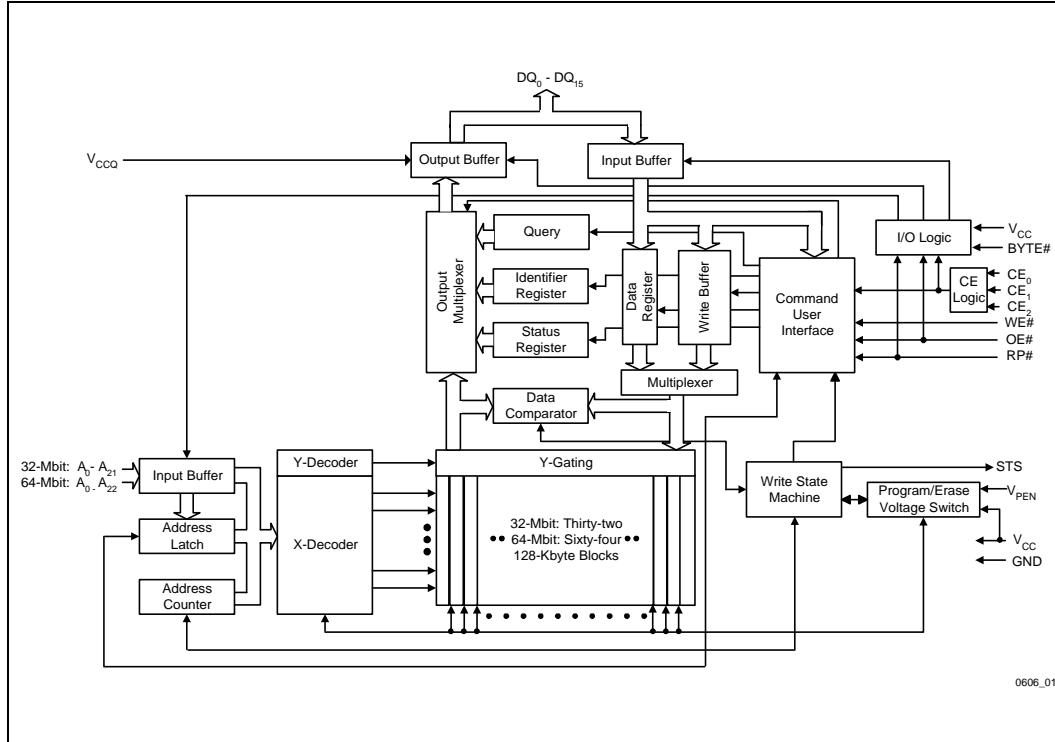 DQ0 - DQ15
VCCQ
Output Buffer
Input Buffer
Output
Multiplexer
Query
Identifier
Register
Status
Register
Data
Register
Write Buffer
Command
User
Interface
I/O Logic
CE
Logic
VCC
BYTE#
CE0
CE1
CE2
WE#
OE#
RP#
Multiplexer
Data
Comparator
32-Mbit: A0 - A21
64-Mbit: A0 - A22
Input Buffer
Address
Latch
Address
Counter
Y-Decoder
X-Decoder
Y-Gating
32-Mbit: Thirty-two
64-Mbit: Sixty-four
128-Kbyte Blocks
Write State
Machine
Program/Erase
Voltage Switch
STS
VPEN
VCC
GND
0606_01